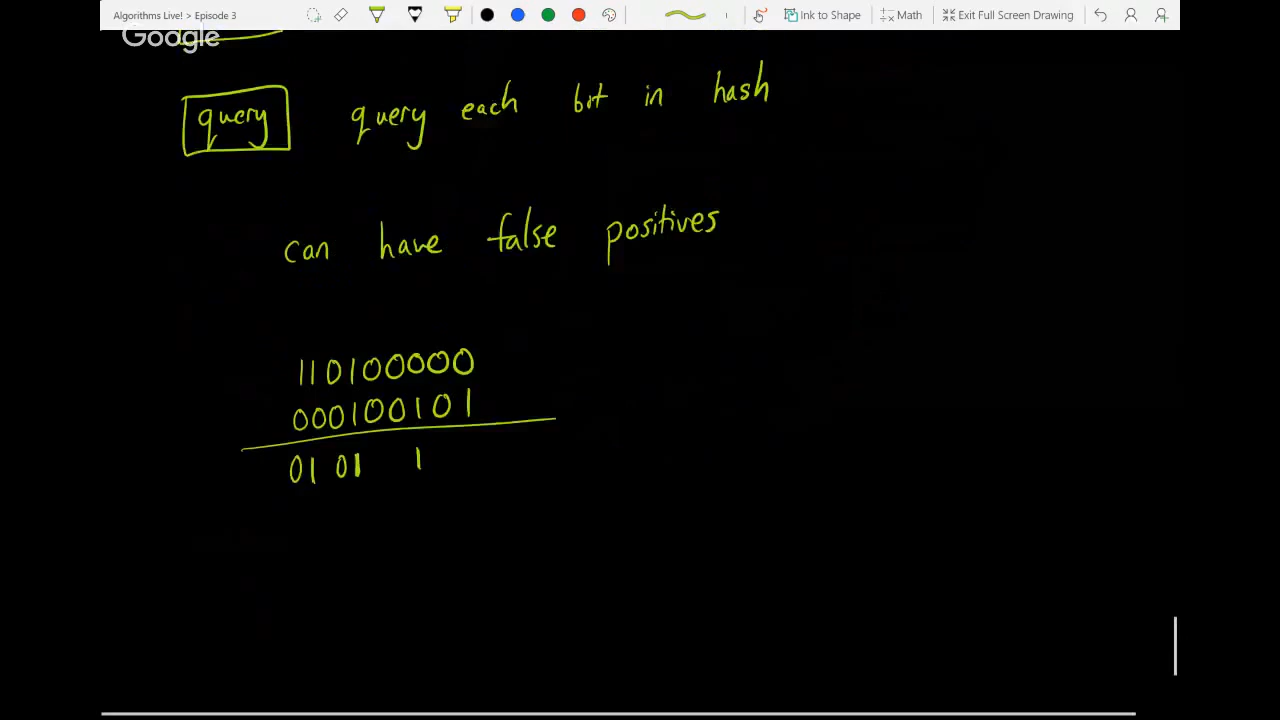 Algorithms Live! > Episode 3
Ink to Shape
Math
Exit Full Screen Drawing
Google
query query each bit in hash
can have false positives
110100000
000100101
01 01 1